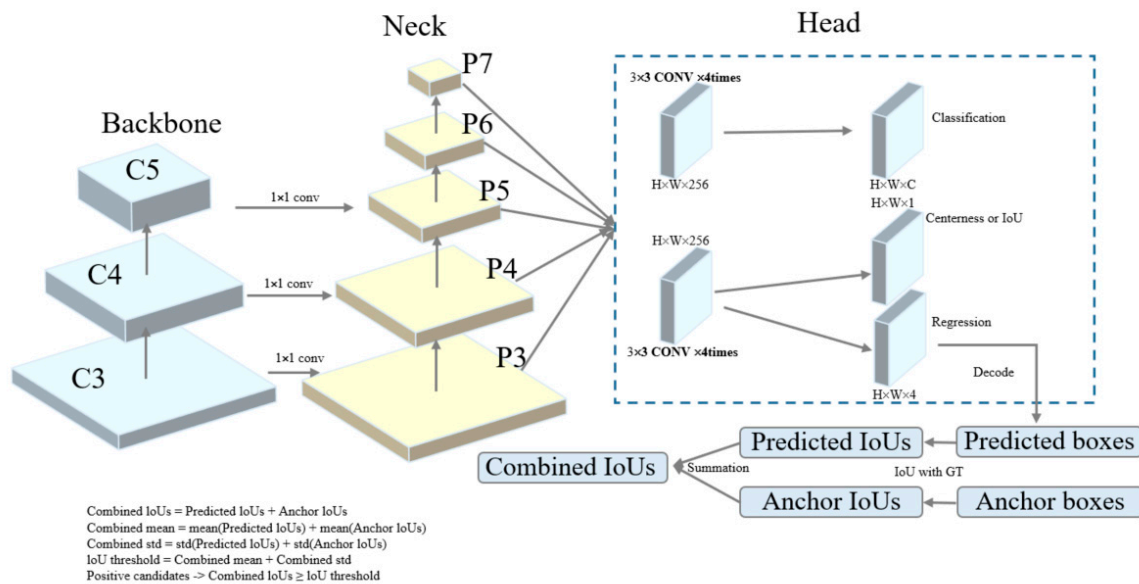 Neck
Head
Backbone
P7
P6
P5
P4
P3
C5
C4
C3
1×1 conv
1×1 conv
1×1 conv
3×3 CONV ×4times
H×W×256
Classification
H×W×C
H×W×1
Centerness or IoU
H×W×256
3×3 CONV ×4times
Regression
H×W×4
Decode
Predicted boxes
Predicted IoUs
IoU with GT
Summation
Combined IoUs
Anchor IoUs
Anchor boxes
Combined IoUs = Predicted IoUs + Anchor IoUs
Combined mean = mean(Predicted IoUs) + mean(Anchor IoUs)
Combined std = std(Predicted IoUs) + std(Anchor IoUs)
IoU threshold = Combined mean + Combined std
Positive candidates -> Combined IoUs ≥ IoU threshold